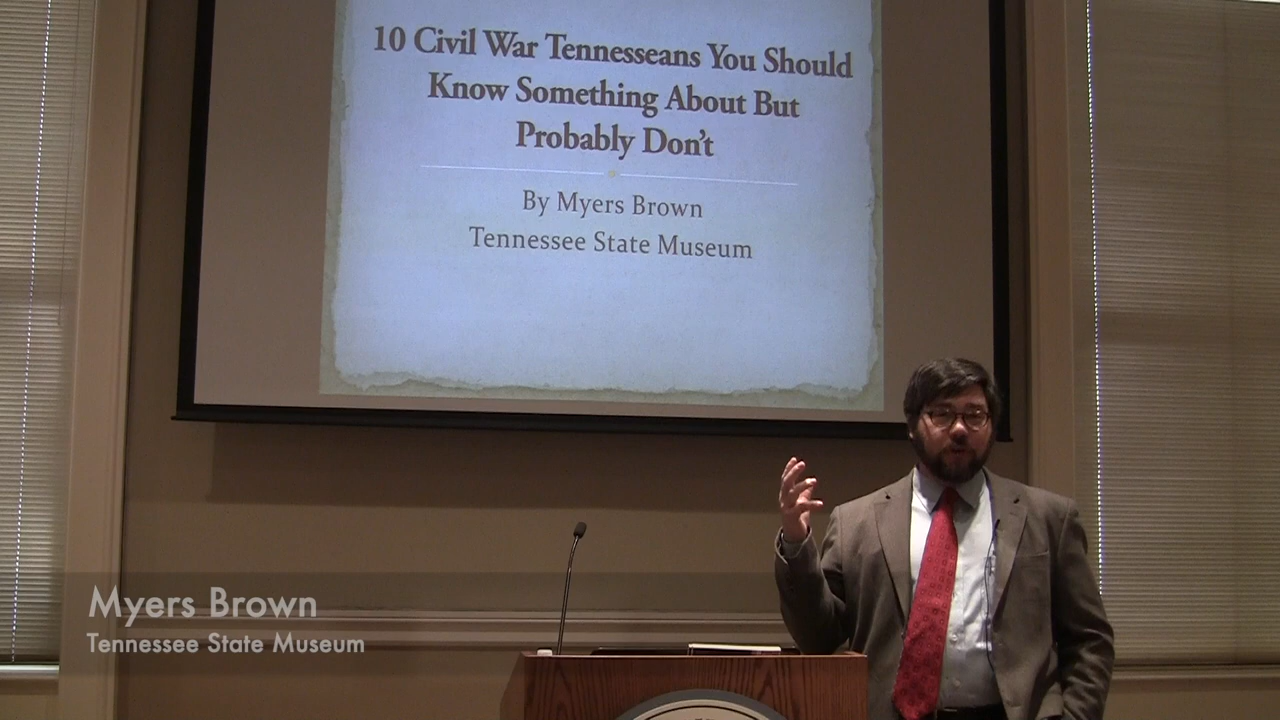 10 Civil War Tennesseans You Should
Know Something About But
Probably Don't
By Myers Brown
Tennessee State Museum
Myers Brown
Tennessee State Museum